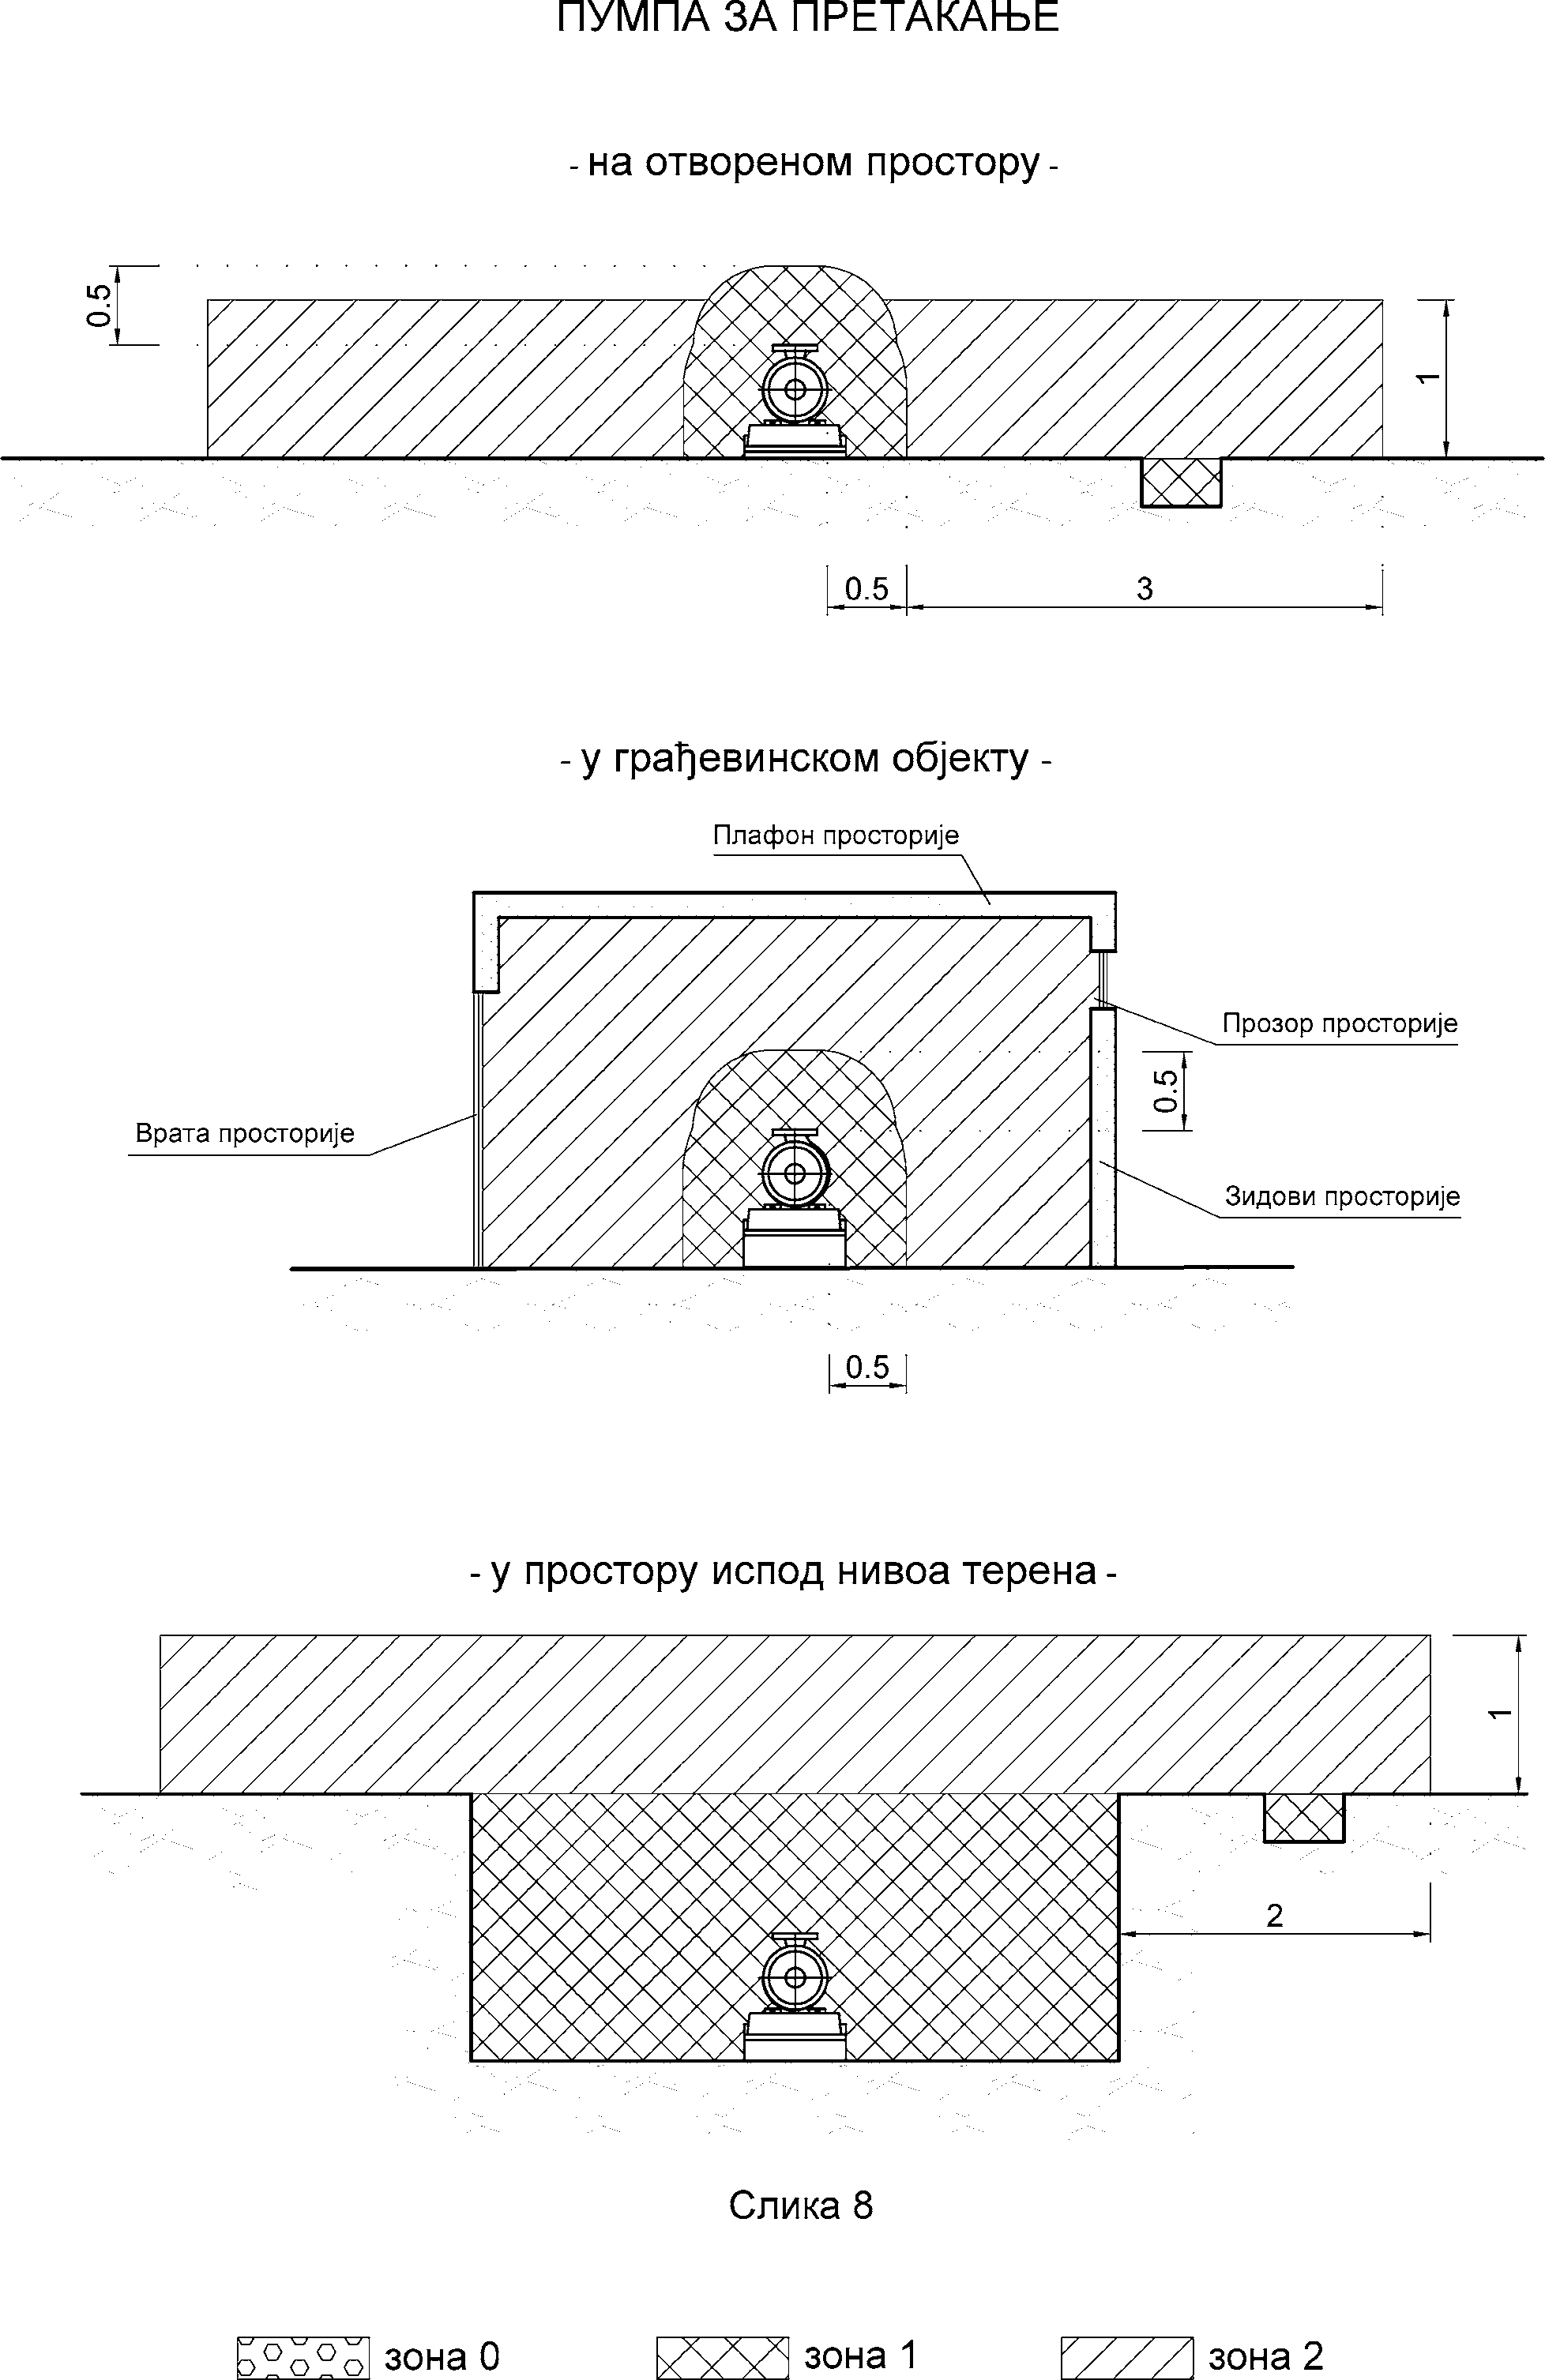 ПУМПА ЗА ПРЕТАКАЊЕ
- на отвореном простору -
0.5
1
0.5
3
- у грађевинском објекту -
Плафон просторије
Прозор просторије
0.5
Врата просторије
Зидови просторије
0.5
- у простору испод нивоа терена -
1
2
Слика 8
зона 0
зона 1
зона 2